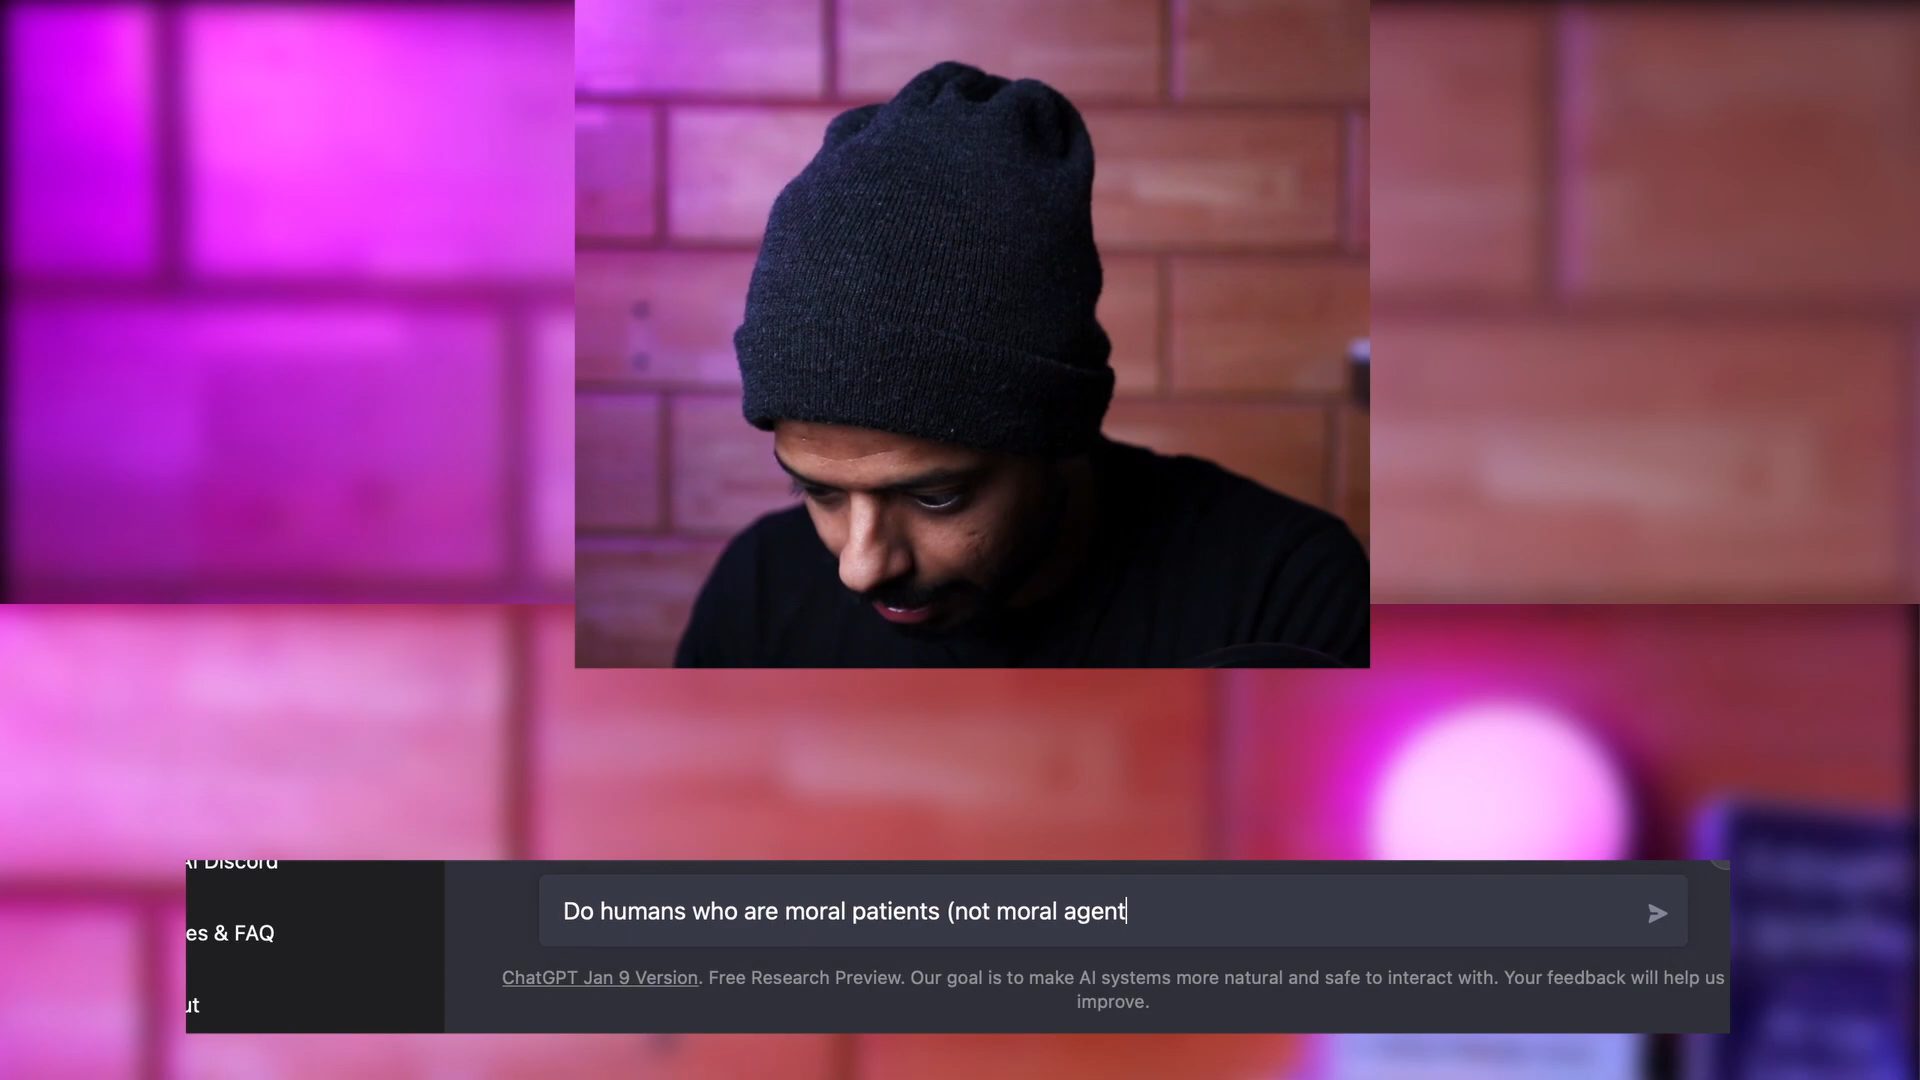 AI Discord
Do humans who are moral patients (not moral agent
es & FAQ
ChatGPT Jan 9 Version. Free Research Preview. Our goal is to make AI systems more natural and safe to interact with. Your feedback will help us
improve.
ut